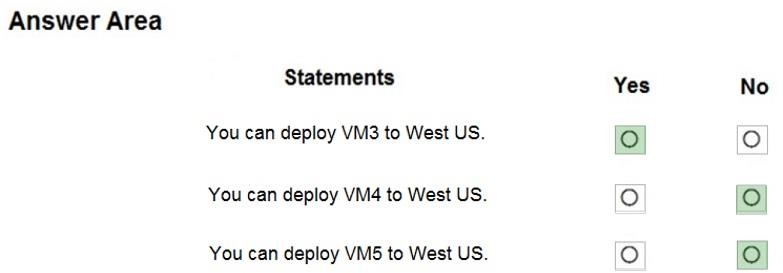 Answer Area
Statements Yes No
You can deploy VM3 to West US.
You can deploy VM4 to West US.
You can deploy VM5 to West US.